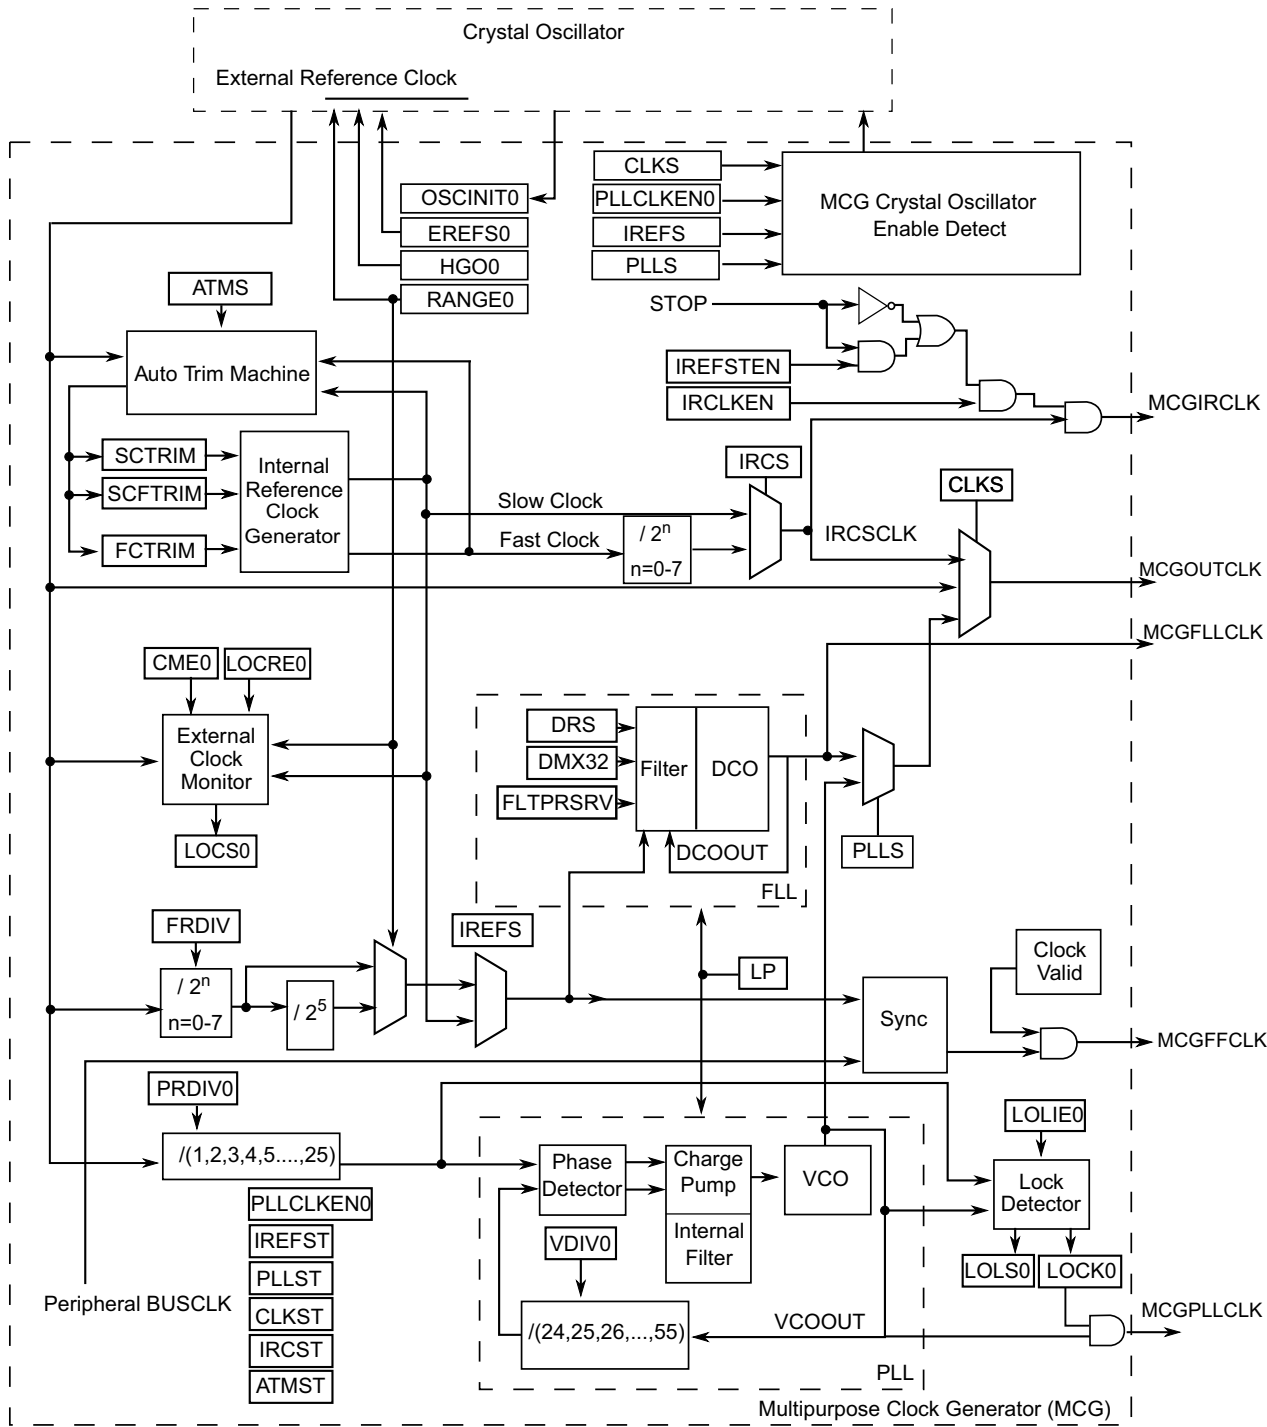 Crystal Oscillator
External Reference Clock
CLKS
PLLCLKEN0
IREFS
PLLS
MCG Crystal Oscillator
Enable Detect
OSCINIT0
EREFS0
HGO0
RANGE0
STOP
IREFSTEN
IRCLKEN
MCGIRCLK
ATMS
Auto Trim Machine
SCTRIM
SCFTRIM
FCTRIM
Internal
Reference
Clock
Generator
Slow Clock
Fast Clock
/ 2n
n=0-7
IRCS
IRCSCLK
CLKS
MCGOUTCLK
MCGFLLCLK
CME0
LOCRE0
External
Clock
Monitor
LOCS0
DRS
DMX32
FLTPRSRV
Filter
DCO
DCOOUT
FLL
PLLS
FRDIV
/ 2n
n=0-7
/ 25
IREFS
LP
Sync
Clock
Valid
MCGFFCLK
PRDIV0
/(1,2,3,4,5....,25)
Phase
Detector
Charge
Pump
Internal
Filter
VCO
VDIV0
/(24,25,26,...,55)
VCOOUT
PLL
LOLIE0
Lock
Detector
LOLS0
LOCK0
MCGPLLCLK
PLLCLKEN0
IREFST
PLLST
CLKST
IRCST
ATMST
Peripheral BUSCLK
Multipurpose Clock Generator (MCG)